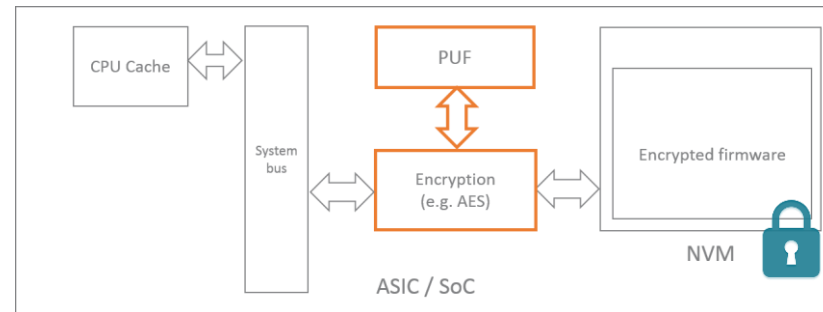 CPU Cache
System
bus
PUF
Encryption
(e.g. AES)
Encrypted firmware
NVM
ASIC / SoC